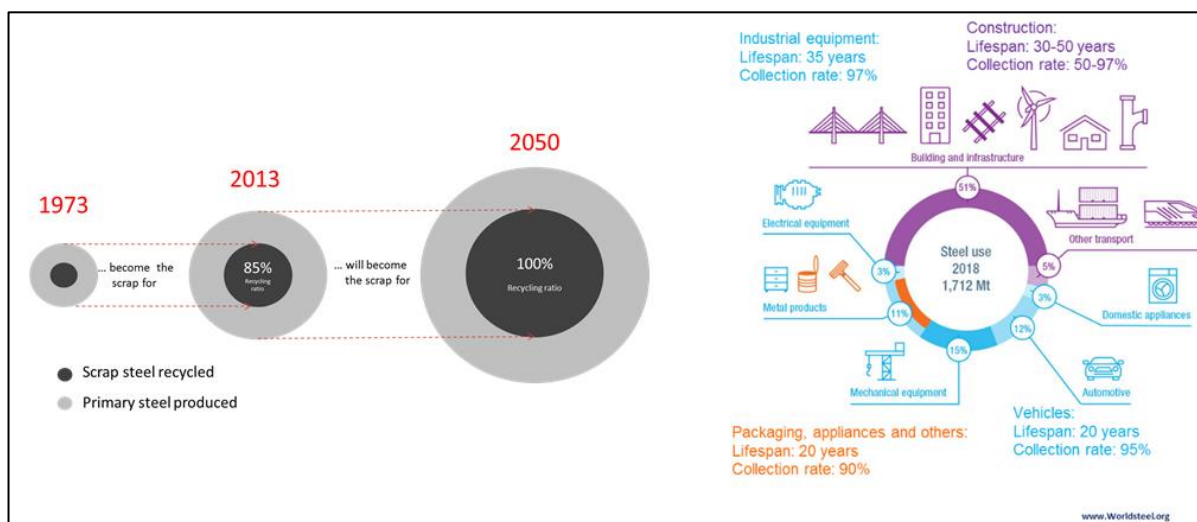 1973
2013
2050
... become the
scrap for
85%
Recycling
ratio
... will become
the scrap for
100%
Recycling ratio
Scrap steel recycled
Primary steel produced
Industrial equipment:
Lifespan: 35 years
Collection rate: 97%
Construction:
Lifespan: 30-50 years
Collection rate: 50-97%
Building and infrastructure
51%
Electrical equipment
3%
Other transport
5%
Steel use
2018
1,712 Mt
Metal products
11%
3%
Domestic appliances
12%
15%
Mechanical equipment
Automotive
Packaging, appliances and others:
Lifespan: 20 years
Collection rate: 90%
Vehicles:
Lifespan: 20 years
Collection rate: 95%
www.Worldsteel.org